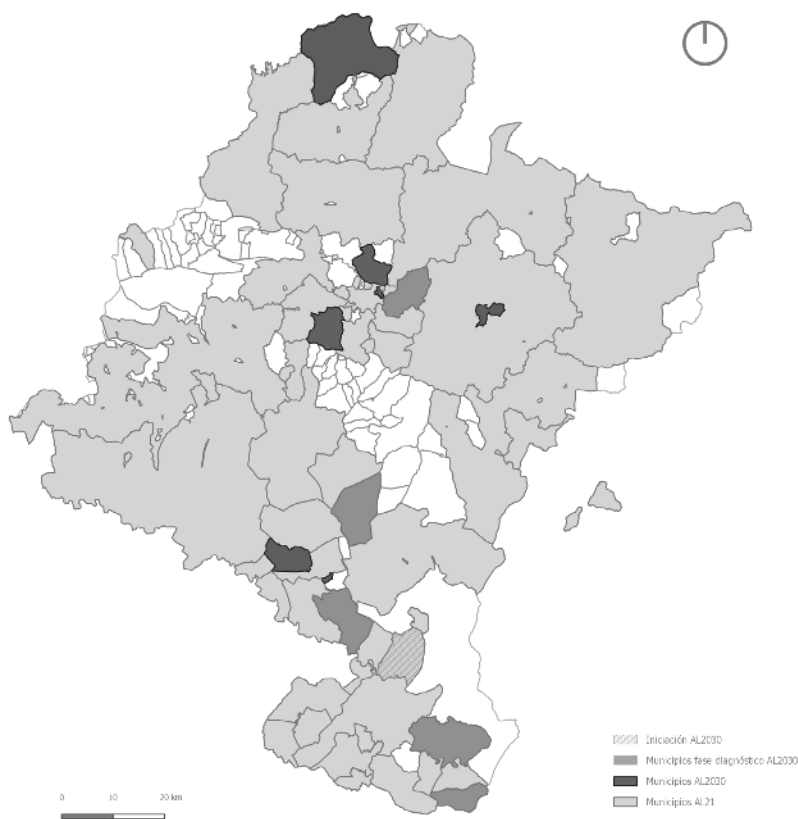 Iniciación AL2030
Municipios fase diagnóstico AL2030
Municipios AL2030
Municipios AL21
0 10 20 km